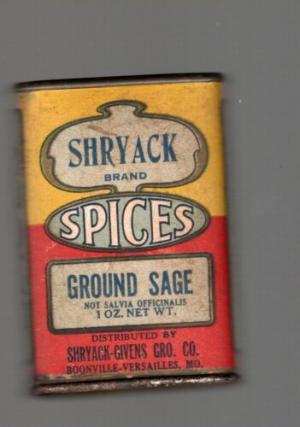 SHRYACK
BRAND
SPICES
GROUND SAGE
NOT SALVIA OFFICINALIS
1 OZ. NET WT.
DISTRIBUTED BY
SHRYACK-GIVENS GRO. CO.
BOONVILLE-VERSAILLES, MO.